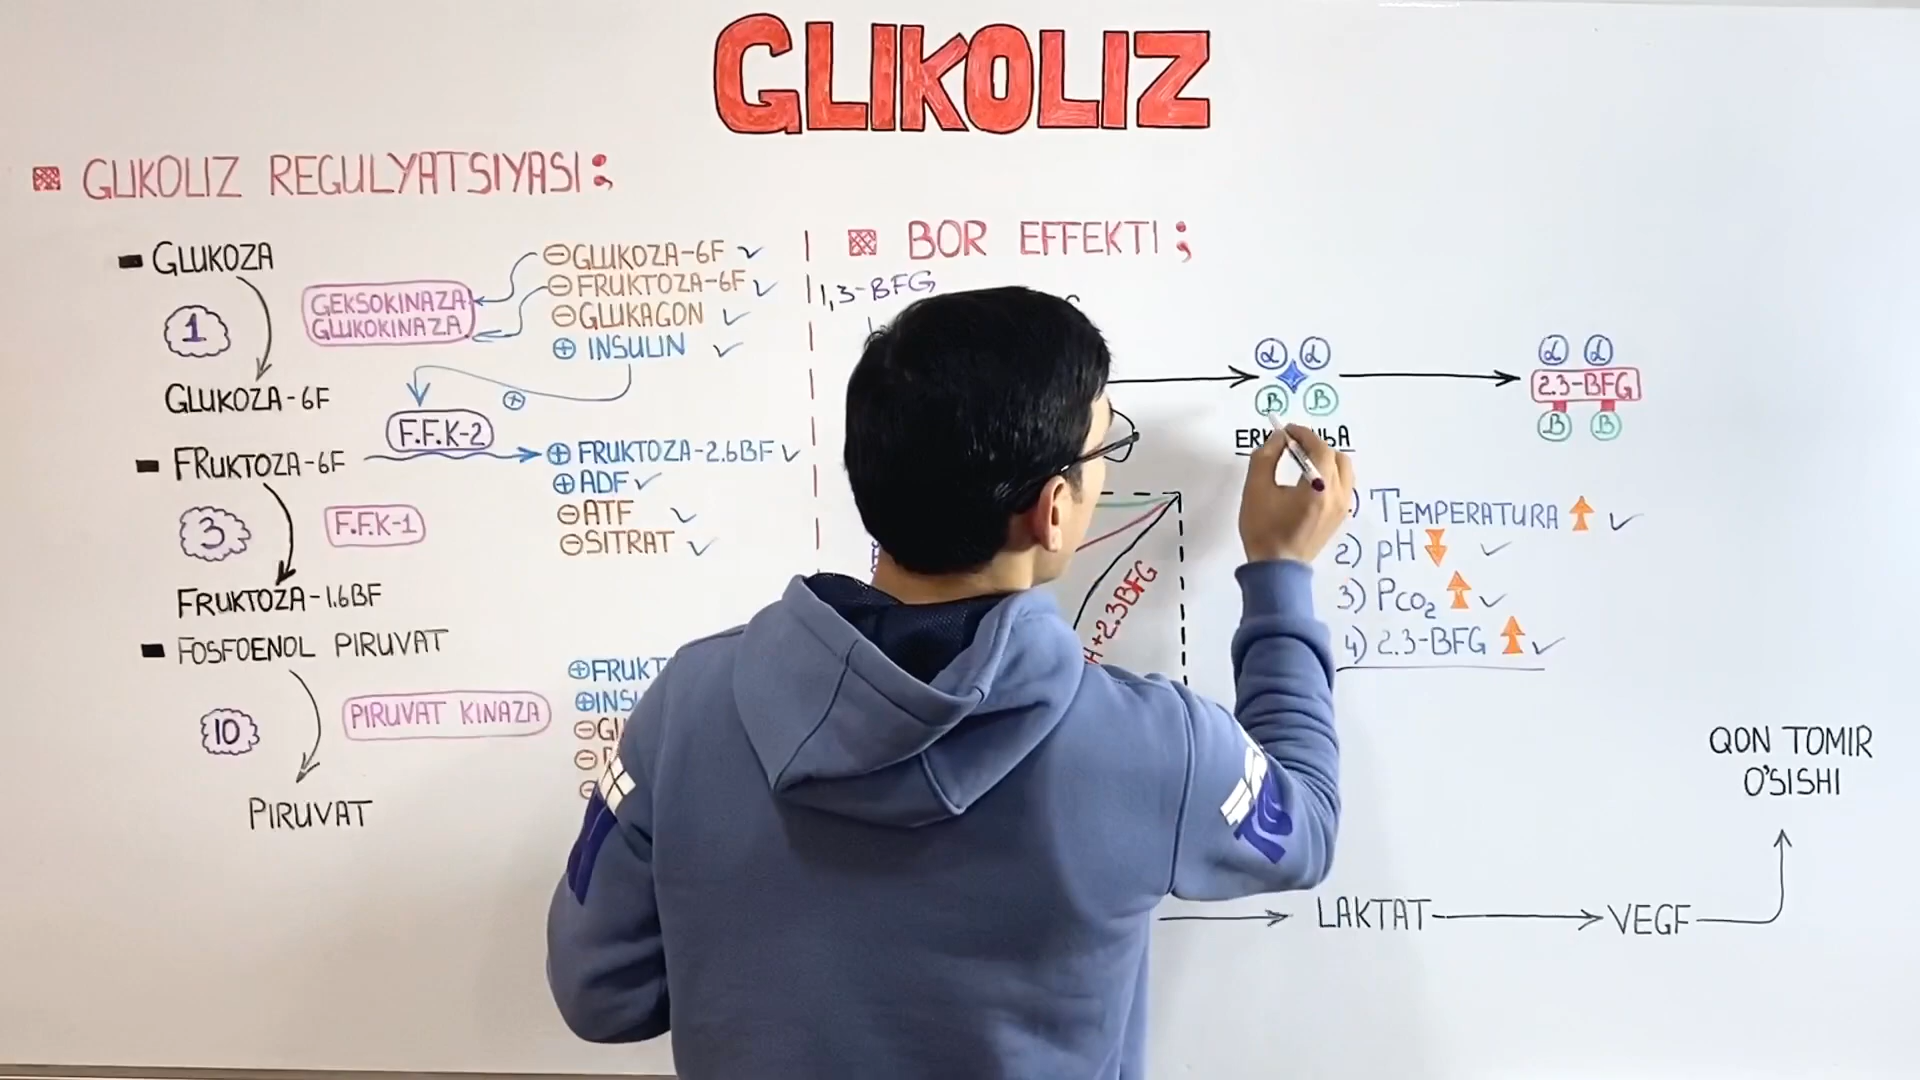 GLIKOLIZ
GLIKOLIZ REGULYATSIYASI:
GLUKOZA
1
GEKSOKINAZA
GLUKOKINAZA
⊖GLUKOZA-6F ✓
⊖FRUKTOZA-6F ✓
⊖GLUKAGON ✓
⊕ INSULIN ✓
GLUKOZA-6F
⊕
F.F.K-2
FRUKTOZA-6F
⊕ FRUKTOZA-2.6BF ✓
⊕ADF ✓
⊖ATF ✓
⊖SITRAT ✓
3
F.F.K-1
FRUKTOZA-1.6BF
FOSFOENOL PIRUVAT
10
PIRUVAT KINAZA
⊕
⊕
⊖
⊖
⊖
PIRUVAT
BOR EFFEKTI;
1,3-BFG
α α
B B
α α
2.3-BFG
B B
+2.3BFG
) TEMPERATURA ✓
2) pH ✓
3) PCO₂ ✓
4) 2.3-BFG ✓
LAKTAT
VEGF
QON TOMIR
O'SISHI